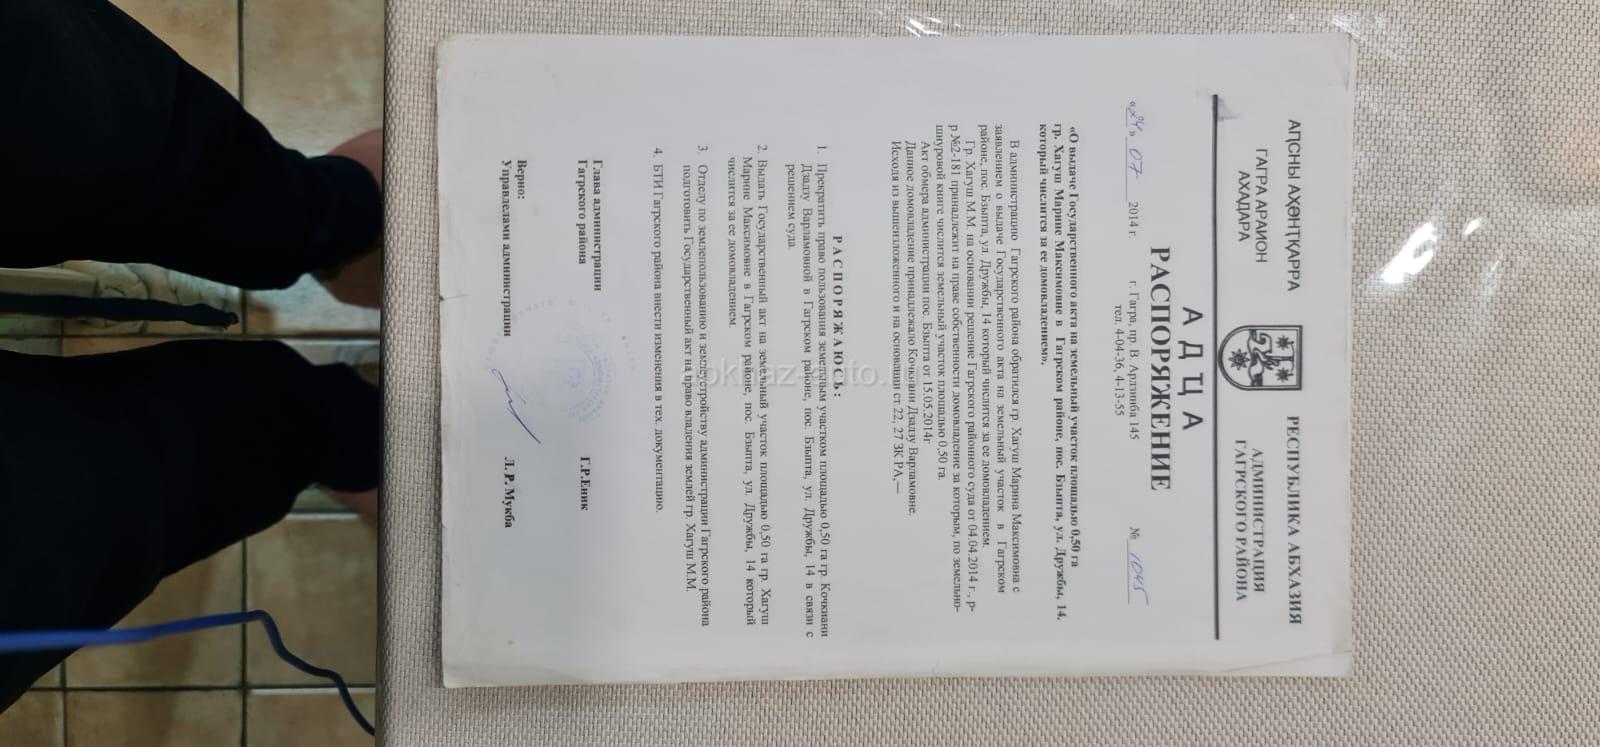 АԤСНЫ АҲӘНҬҚАРРА
ГАГРА АРАИОН
АХАДАРА
РЕСПУБЛИКА АБХАЗИЯ
АДМИНИСТРАЦИЯ
ГАГРСКОГО РАЙОНА
АДҴА
РАСПОРЯЖЕНИЕ
«24» 07 2014 г. г. Гагра, пр. В. Ардзинба 145 № 1045
тел. 4-04-36, 4-13-55
«О выдаче Государственного акта на земельный участок площадью 0,50 га
гр. Хагуш Марине Максимовне в Гагрском районе, пос. Бзыпта, ул. Дружбы, 14.
который числится за ее домовладением».
В администрацию Гагрского района обратился гр. Хагуш Марина Максимовна с
заявлением о выдаче Государственного акта на земельный участок в Гагрском
районе, пос. Бзыпта, ул. Дружбы, 14 который числится за ее домовладением.
Гр. Хагуш М.М. на основании решение Гагрского районного суда от 04.04.2014 г., р-
р №2-181 принадлежит на праве собственности домовладение за которым, по земельно-
шнуровой книге числится земельный участок площадью 0,50 га.
Акт обмера администрации пос. Бзыпта от 15.05.2014г.
Данное домовладение принадлежало Кочкиани Дзадзу Варламовне.
Исходя из вышеизложенного и на основании ст.22, 27 ЗК РА,—
РАСПОРЯЖАЮСЬ:
1. Прекратить право пользования земельным участком площадью 0,50 га гр. Кочкиани
Дзадзу Варламовной в Гагрском районе, пос. Бзыпта, ул. Дружбы, 14 в связи с
решением суда.
2. Выдать Государственный акт на земельный участок площадью 0,50 га гр. Хагуш
Марине Максимовне в Гагрском районе, пос. Бзыпта, ул. Дружбы, 14 который
числится за ее домовладением.
3. Отделу по землепользованию и землеустройству администрации Гагрского района
подготовить Государственный акт на право владения землей гр. Хагуш М.М.
4. БТИ Гагрского района внести изменения в тех. документацию.
Глава администрации
Гагрского района Г.Р.Еник
Верно:
Управделами администрации Л.Р. Мукба